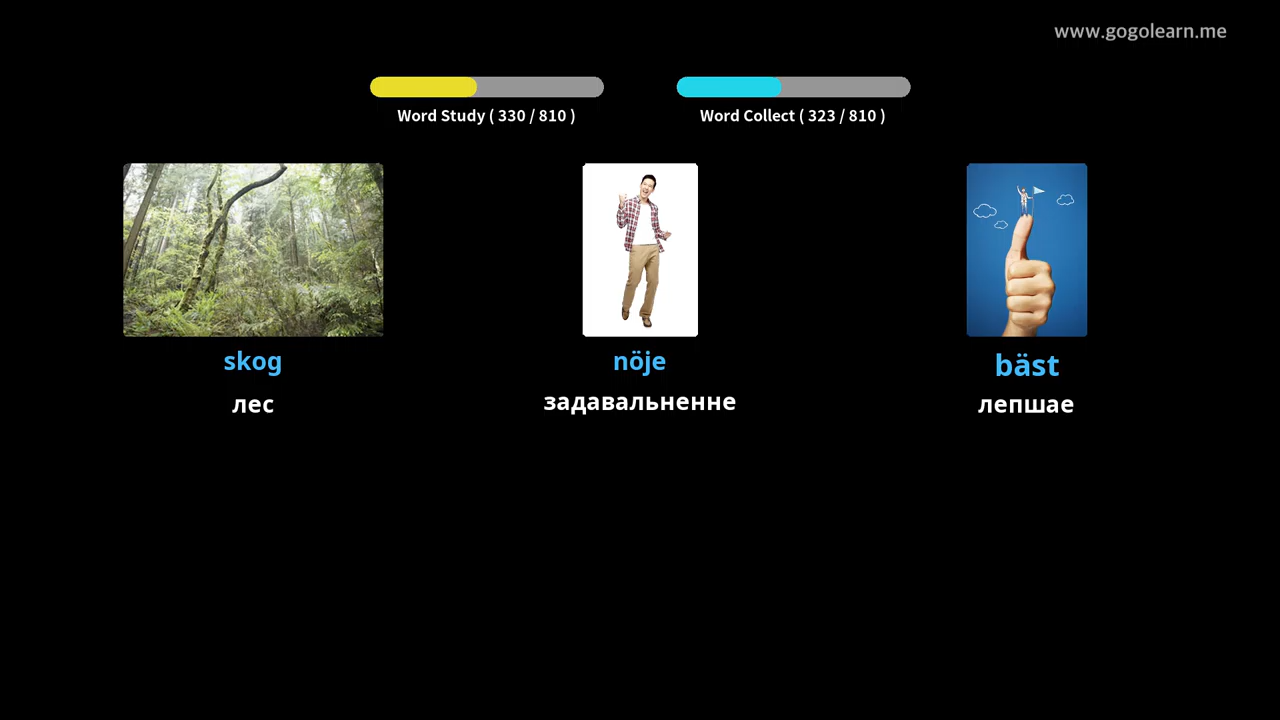 www.gogolearn.me
Word Study ( 330 / 810 )
Word Collect ( 323 / 810 )
skog
nöje
bäst
лес
задавальненне
лепшае